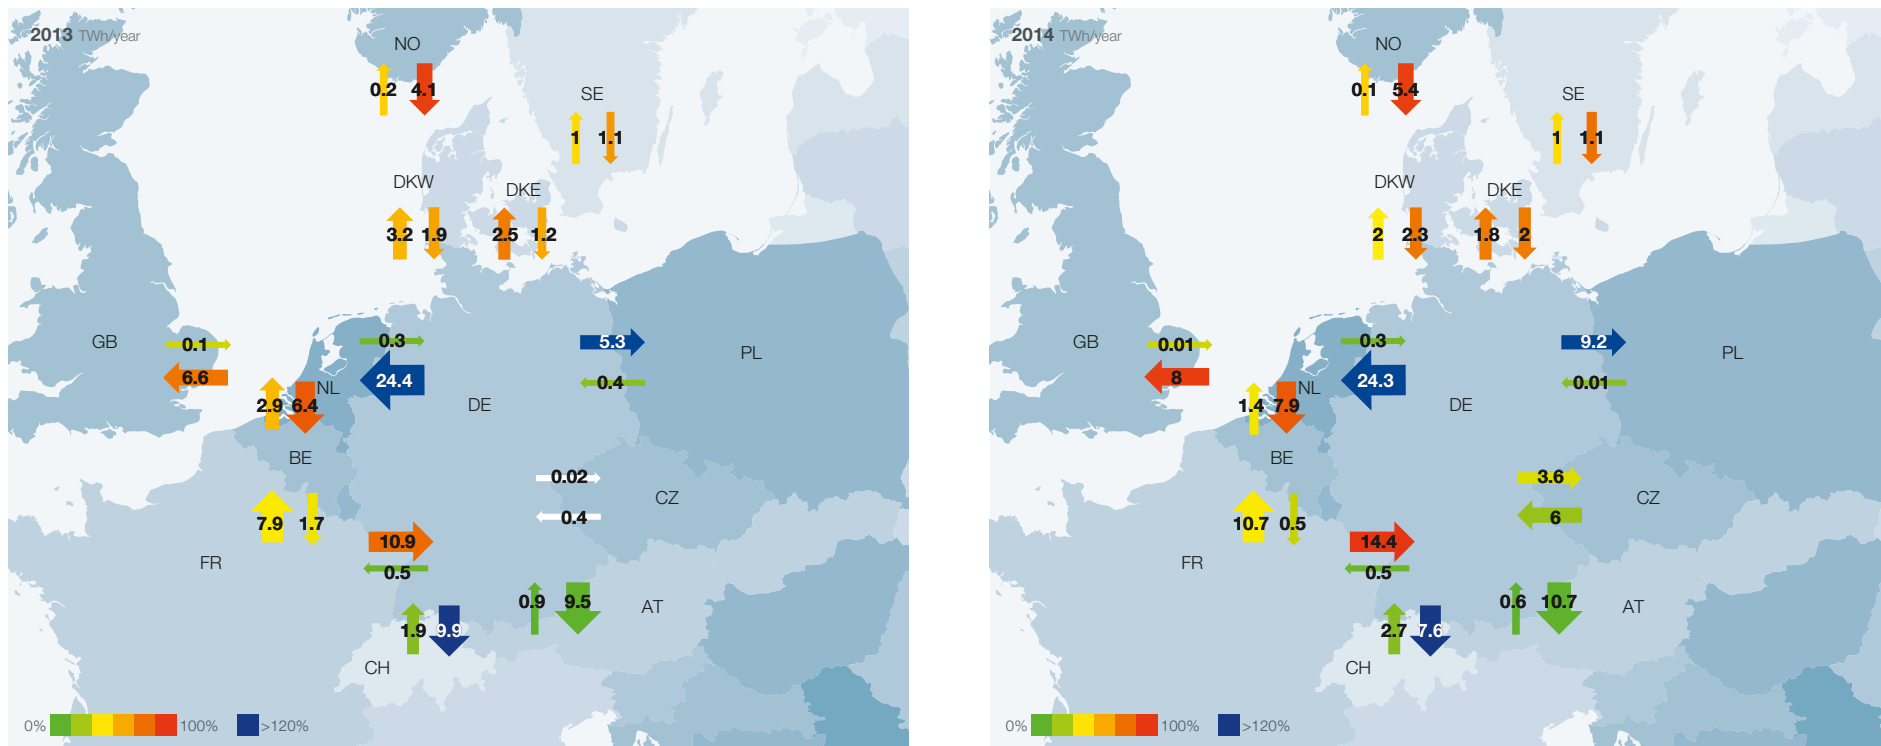 2013 TWh/year
NO
0.2 4.1
SE
1 1.1
DKW
DKE
3.2 1.9 2.5 1.2
GB
0.1
6.6
0.3
24.4
5.3
0.4
PL
NL
2.9 6.4
DE
BE
0.02
0.4
CZ
7.9 1.7
10.9
0.5
FR
0.9 9.5
AT
1.9 9.9
CH
0% 100% >120%
2014 TWh/year
NO
0.1 5.4
SE
1 1.1
DKW
DKE
2 2.3 1.8 2
GB
0.01
8
0.3
24.3
9.2
0.01
PL
NL
1.4 7.9
DE
BE
3.6
6
CZ
10.7 0.5
14.4
0.5
FR
0.6 10.7
AT
2.7 7.6
CH
0% 100% >120%